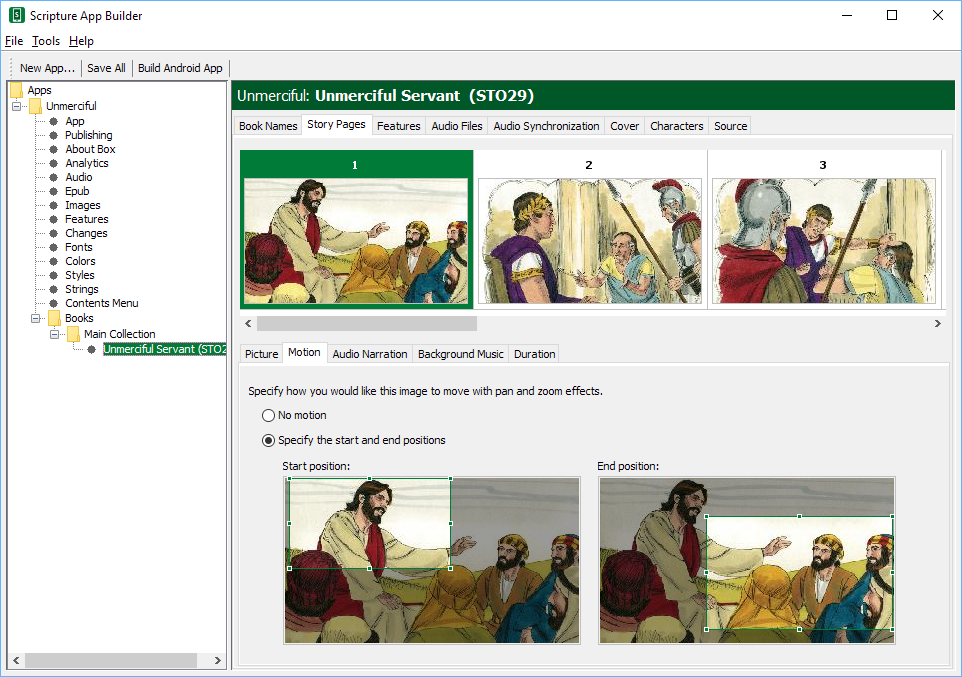 Scripture App Builder
File Tools Help
New App... Save All Build Android App
Apps
Unmerciful
App
Publishing
About Box
Analytics
Audio
Epub
Images
Features
Changes
Fonts
Colors
Styles
Strings
Contents Menu
Books
Main Collection
Unmerciful Servant (STO2
Unmerciful: Unmerciful Servant (STO29)
Book Names Story Pages Features Audio Files Audio Synchronization Cover Characters Source
1 2 3
Picture Motion Audio Narration Background Music Duration
Specify how you would like this image to move with pan and zoom effects.
No motion
Specify the start and end positions
Start position: End position: